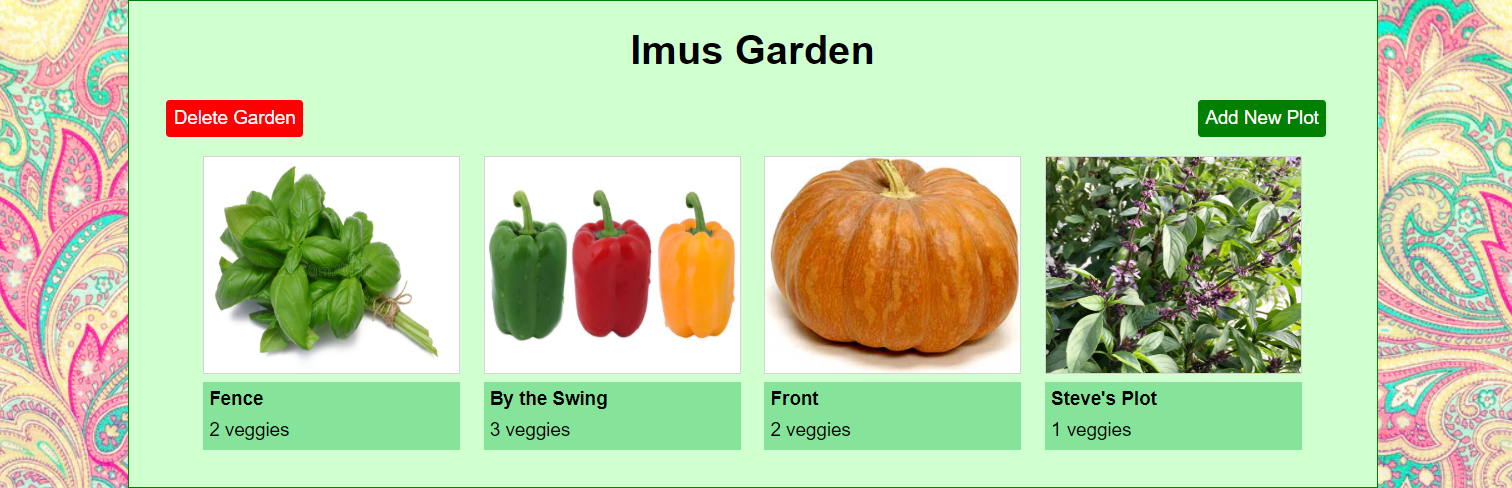 Imus Garden
Delete Garden
Add New Plot
Fence
2 veggies
By the Swing
3 veggies
Front
2 veggies
Steve's Plot
1 veggies